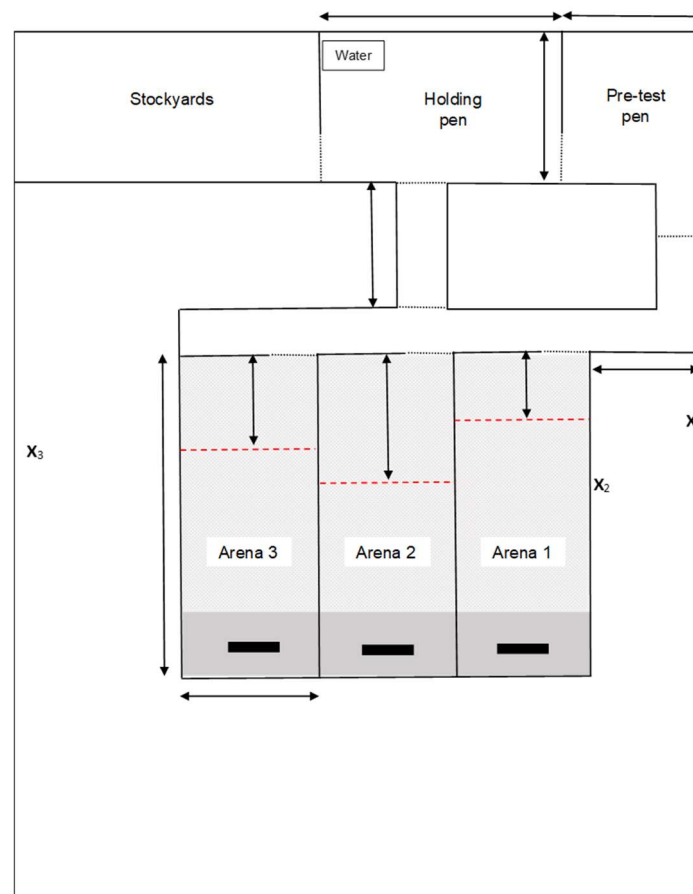 Water
Stockyards
Holding
pen
Pre-test
pen
X
X₃
X₂
Arena 3
Arena 2
Arena 1